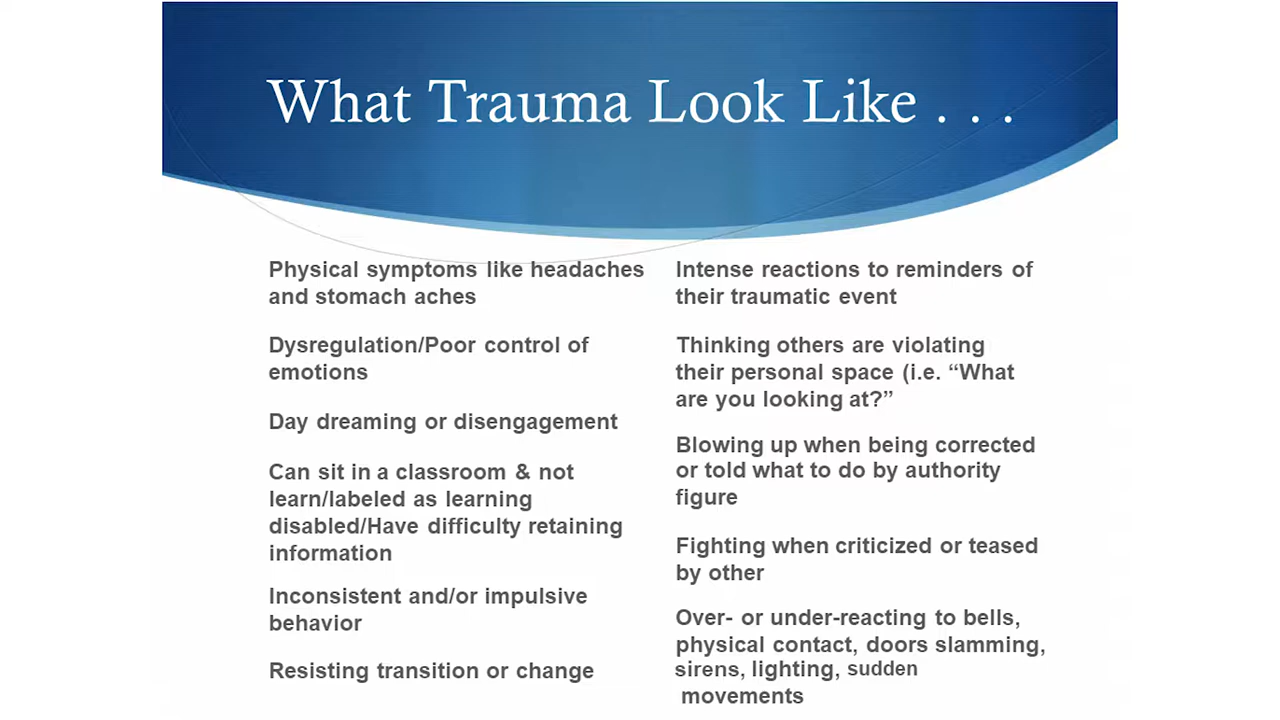 What Trauma Look Like . . .
Physical symptoms like headaches
and stomach aches
Dysregulation/Poor control of
emotions
Day dreaming or disengagement
Can sit in a classroom & not
learn/labeled as learning
disabled/Have difficulty retaining
information
Inconsistent and/or impulsive
behavior
Resisting transition or change
Intense reactions to reminders of
their traumatic event
Thinking others are violating
their personal space (i.e. “What
are you looking at?”
Blowing up when being corrected
or told what to do by authority
figure
Fighting when criticized or teased
by other
Over- or under-reacting to bells,
physical contact, doors slamming,
sirens, lighting, sudden
movements